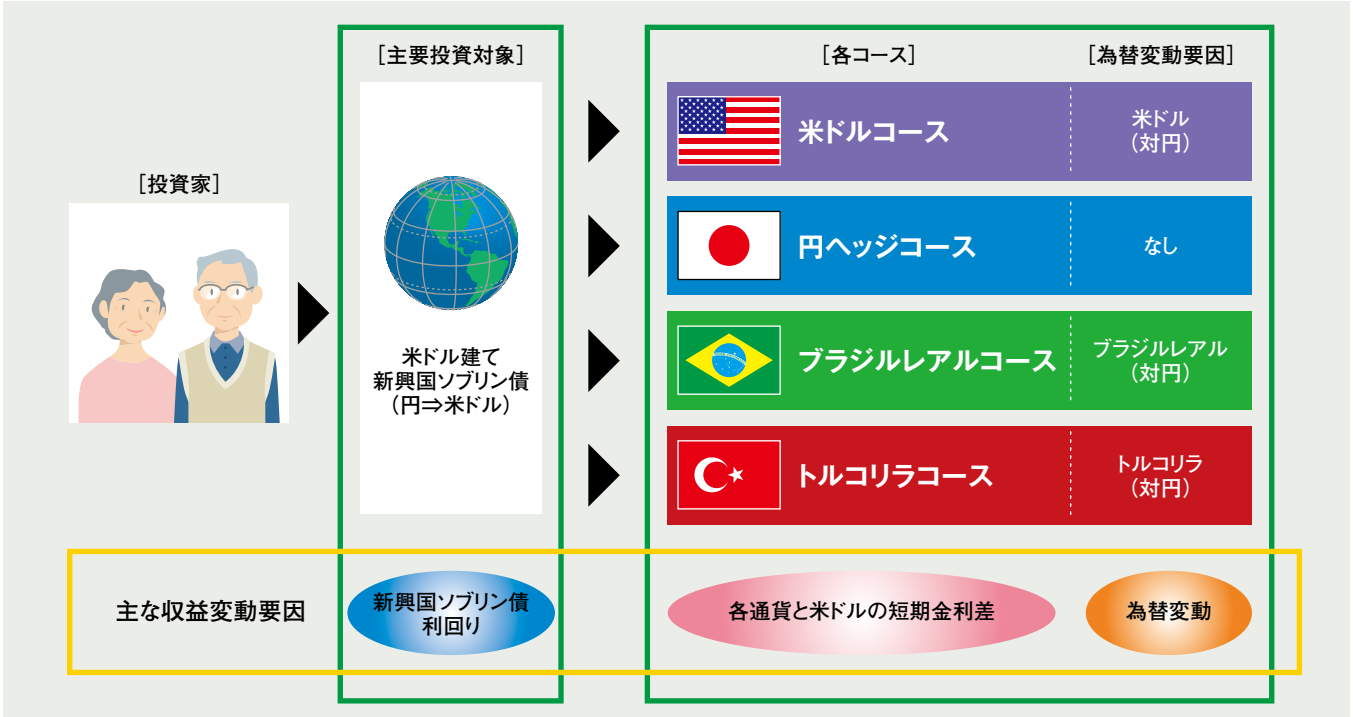 [投資家]
[主要投資対象]
米ドル建て
新興国ソブリン債
(円⇒米ドル)
[各コース]
[為替変動要因]
米ドルコース
米ドル
(対円)
円ヘッジコース
なし
ブラジルレアルコース
ブラジルレアル
(対円)
トルコリラコース
トルコリラ
(対円)
主な収益変動要因
新興国ソブリン債
利回り
各通貨と米ドルの短期金利差
為替変動